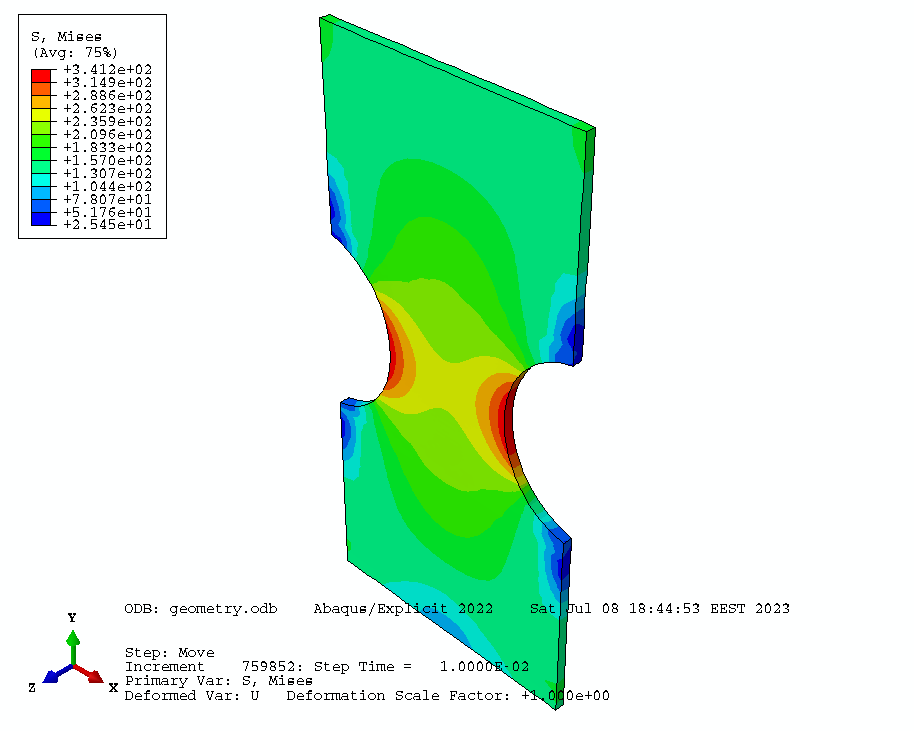 S, Mises
(Avg: 75%)
+3.412e+02
+3.149e+02
+2.886e+02
+2.623e+02
+2.359e+02
+2.096e+02
+1.833e+02
+1.570e+02
+1.307e+02
+1.044e+02
+7.807e+01
+5.176e+01
+2.545e+01
ODB: geometry.odb    Abaqus/Explicit 2022    Sat Jul 08 18:44:53 EEST 2023
Y
Z
X
Step: Move
Increment    759852: Step Time =    1.0000E-02
Primary Var: S, Mises
Deformed Var: U   Deformation Scale Factor: +1.000e+00